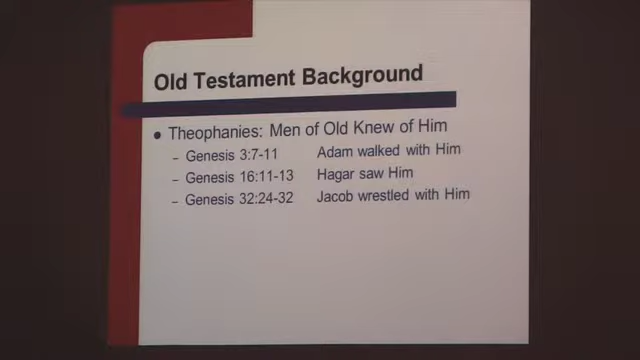 Old Testament Background
• Theophanies: Men of Old Knew of Him
– Genesis 3:7-11 Adam walked with Him
– Genesis 16:11-13 Hagar saw Him
– Genesis 32:24-32 Jacob wrestled with Him